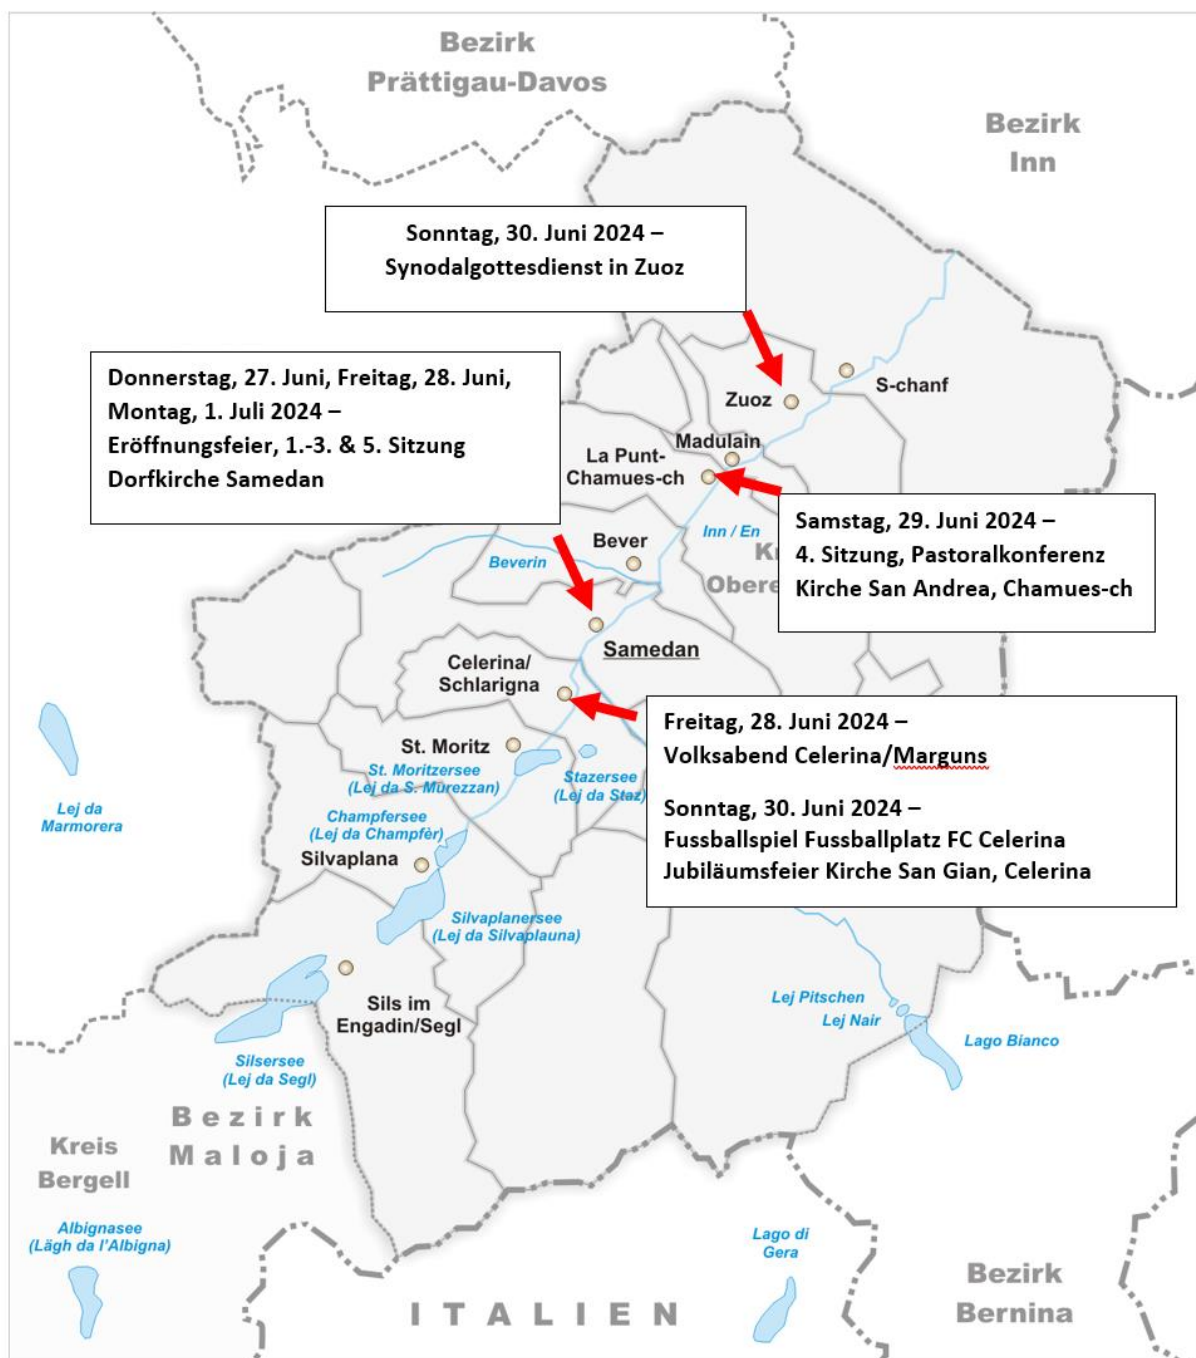 Bezirk
Prättigau-Davos
Bezirk
Inn
Sonntag, 30. Juni 2024 –
Synodalgottesdienst in Zuoz
Donnerstag, 27. Juni, Freitag, 28. Juni,
Montag, 1. Juli 2024 –
Eröffnungsfeier, 1.-3. & 5. Sitzung
Dorfkirche Samedan
S-chanf
Zuoz
Madulain
La Punt-
Chamues-ch
Samstag, 29. Juni 2024 –
4. Sitzung, Pastoralkonferenz
Kirche San Andrea, Chamues-ch
Inn / En
Bever
Beverin
Samedan
Celerina/
Schlarigna
Freitag, 28. Juni 2024 –
Volksabend Celerina/Marguns
Sonntag, 30. Juni 2024 –
Fussballspiel Fussballplatz FC Celerina
Jubiläumsfeier Kirche San Gian, Celerina
St. Moritz
St. Moritzersee
(Lej da S. Murezzan)
Stazersee
(Lej da Staz)
Lej da
Marmorera
Champfersee
(Lej da Champfèr)
Silvaplana
Silvaplanersee
(Lej da Silvaplauna)
Sils im
Engadin/Segl
Lej Pitschen
Lej Nair
Lago Bianco
Silsersee
(Lej da Segl)
Bezirk
Maloja
Kreis
Bergell
Albignasee
(Lägh da l'Albigna)
Lago di
Gera
Bezirk
Bernina
ITALIEN